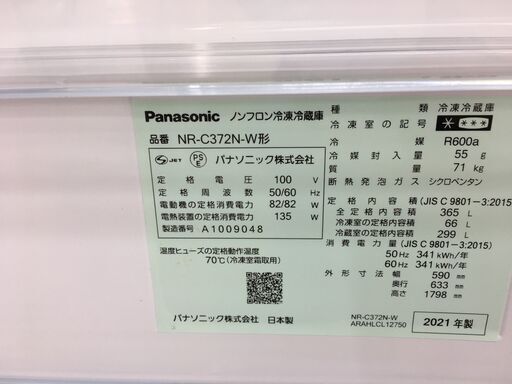 Panasonic ノンフロン冷凍冷蔵庫
品番 NR-C372N-W形
JET PS E パナソニック株式会社
定格電圧 100 V
定格周波数 50/60 Hz
電動機の定格消費電力 82/82 W
電熱装置の定格消費電力 135 W
製造番号 A1009048
温度ヒューズの定格動作温度
70℃(冷凍室霜取用)
パナソニック株式会社 日本製
種類 冷凍冷蔵庫
冷凍室の記号 * ***
冷媒 R600a
冷媒封入量 55 g
質量 71 kg
断熱発泡ガス シクロペンタン
定格内容積 (JIS C 9801-3:2015)
全定格内容積 365 L
冷凍室の定格内容積 66 L
冷蔵室の定格内容積 299 L
消費電力量 (JIS C 9801-3:2015)
50 Hz 341 kWh/年
60 Hz 341 kWh/年
外形寸法 幅 590 mm
奥行 633 mm
高さ 1798 mm
NR-C372N-W
ARAHLCL12750
2021年製